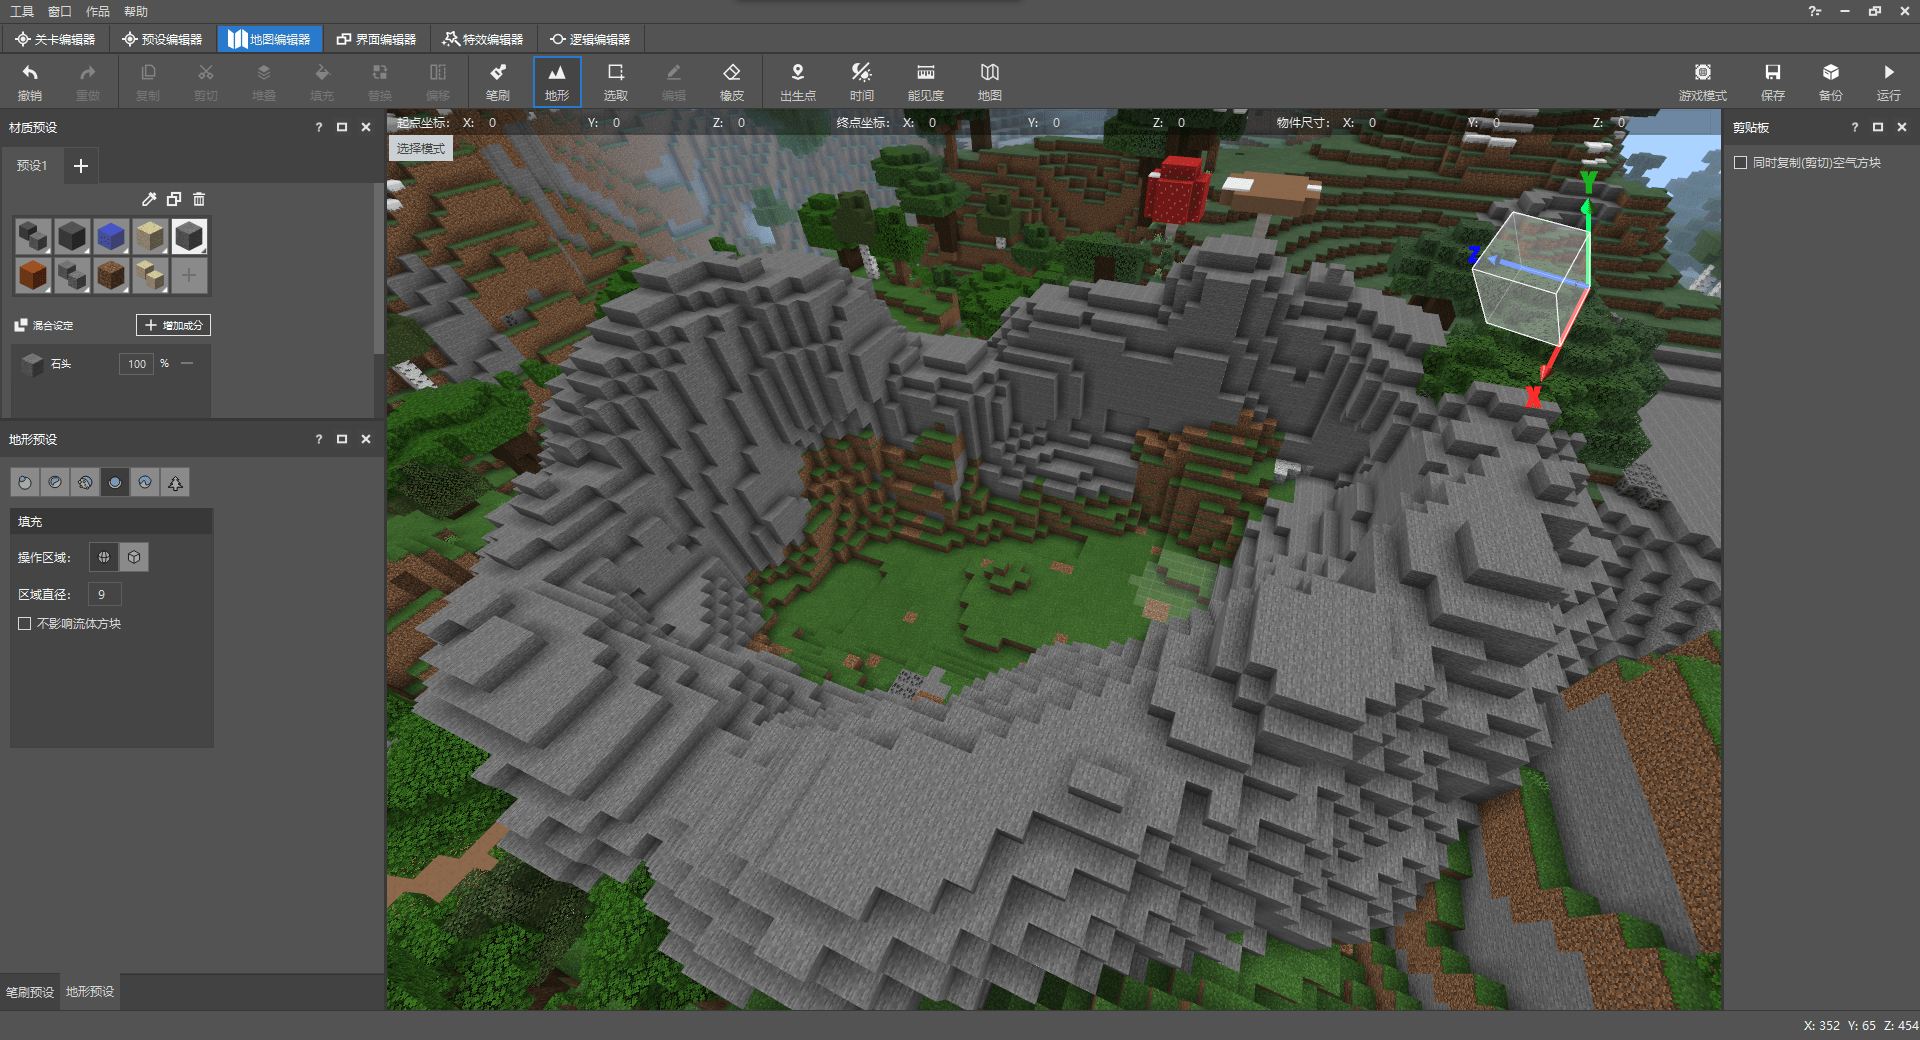 工具 窗口 作品 帮助
关卡编辑器 预设编辑器 地图编辑器 界面编辑器 特效编辑器 逻辑编辑器
撤销 重做 复制 剪切 堆叠 填充 替换 偏移 笔刷 地形 选取 编辑 橡皮 出生点 时间 能见度 地图 游戏模式 保存 备份 运行
材质预设 ?
起点坐标: X: 0 Y: 0 Z: 0 终点坐标: X: 0 Y: 0 Z: 0 物件尺寸: X: 0 Y: 0 Z: 0
剪贴板 ?
选择模式
预设1 +
同时复制(剪切)空气方块
Y
Z
X
混合设定 + 增加成分
石头 100 %
地形预设 ?
填充
操作区域:
区域直径: 9
不影响流体方块
笔刷预设 地形预设
X: 352 Y: 65 Z: 454